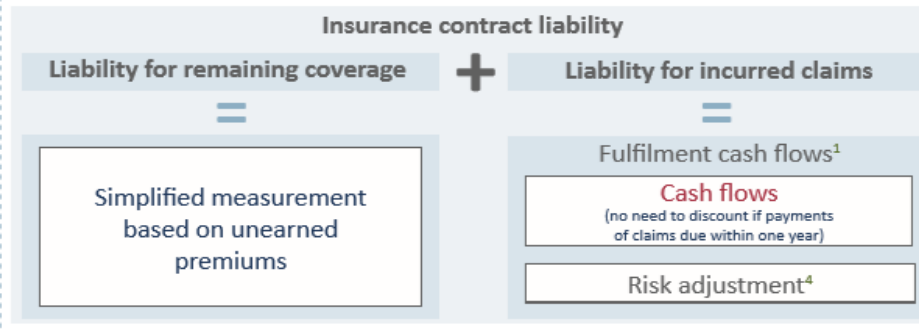 Insurance contract liability
Liability for remaining coverage + Liability for incurred claims
= =
Simplified measurement
based on unearned
premiums
Fulfilment cash flows¹
Cash flows
(no need to discount if payments
of claims due within one year)
Risk adjustment⁴